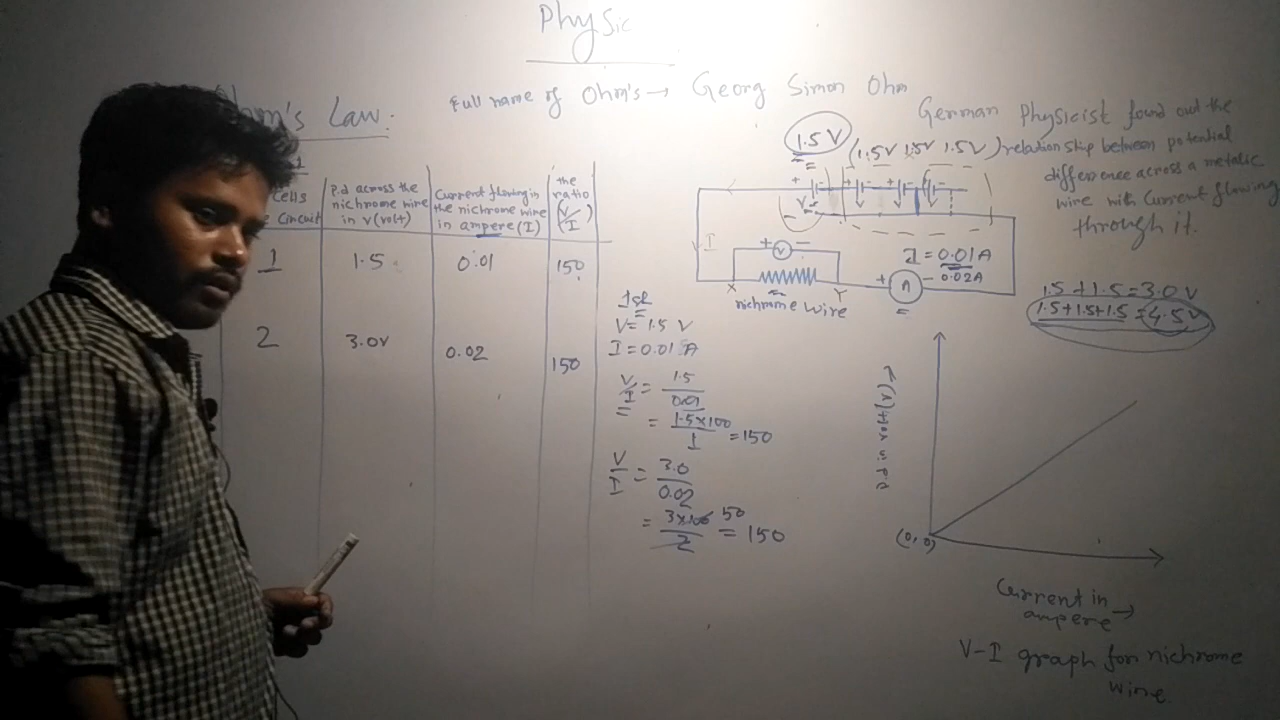 Physic
Ohm's Law:
Full name of Ohm's → Georg Simon Ohm
German Physicist found out the
relationship between potential
difference across a metallic
wire with Current flowing
through it.
cells
Circuit
P.d across the
nichrome wire
in v(volt)
Current flowing in
the nichrome wire
in ampere (I)
the
ratio
(V/I)
1 1.5 0.01 150
2 3.0V 0.02 150
1st
V = 1.5 V
I = 0.01 A
V/I = 1.5/0.01
= 1.5×100/1 = 150
V/I = 3.0/0.02
= 3×100/2 50 = 150
1.5 V (1.5V 1.5V 1.5V)
+ - + - + -
I
+ V -
X Y
nichrome wire
I = 0.01A
0.02A
+ A -
1.5+1.5=3.0 V
1.5+1.5+1.5 = 4.5V
P.d in volt (V) →
(0, 0)
Current in
ampere →
V-I graph for nichrome
wire